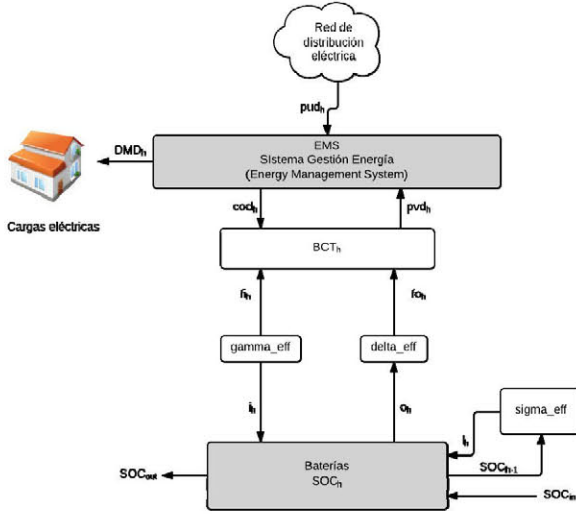 Red de
distribución
eléctrica
pud_h
DMD_h
EMS
Sistema Gestión Energía
(Energy Management System)
Cargas eléctricas
cod_h
pvd_h
BCT_h
fi_h
fo_h
gamma_eff
delta_eff
i_h
o_h
sigma_eff
l_h
Baterías
SOC_h
SOC_out
SOC_h-1
SOC_in